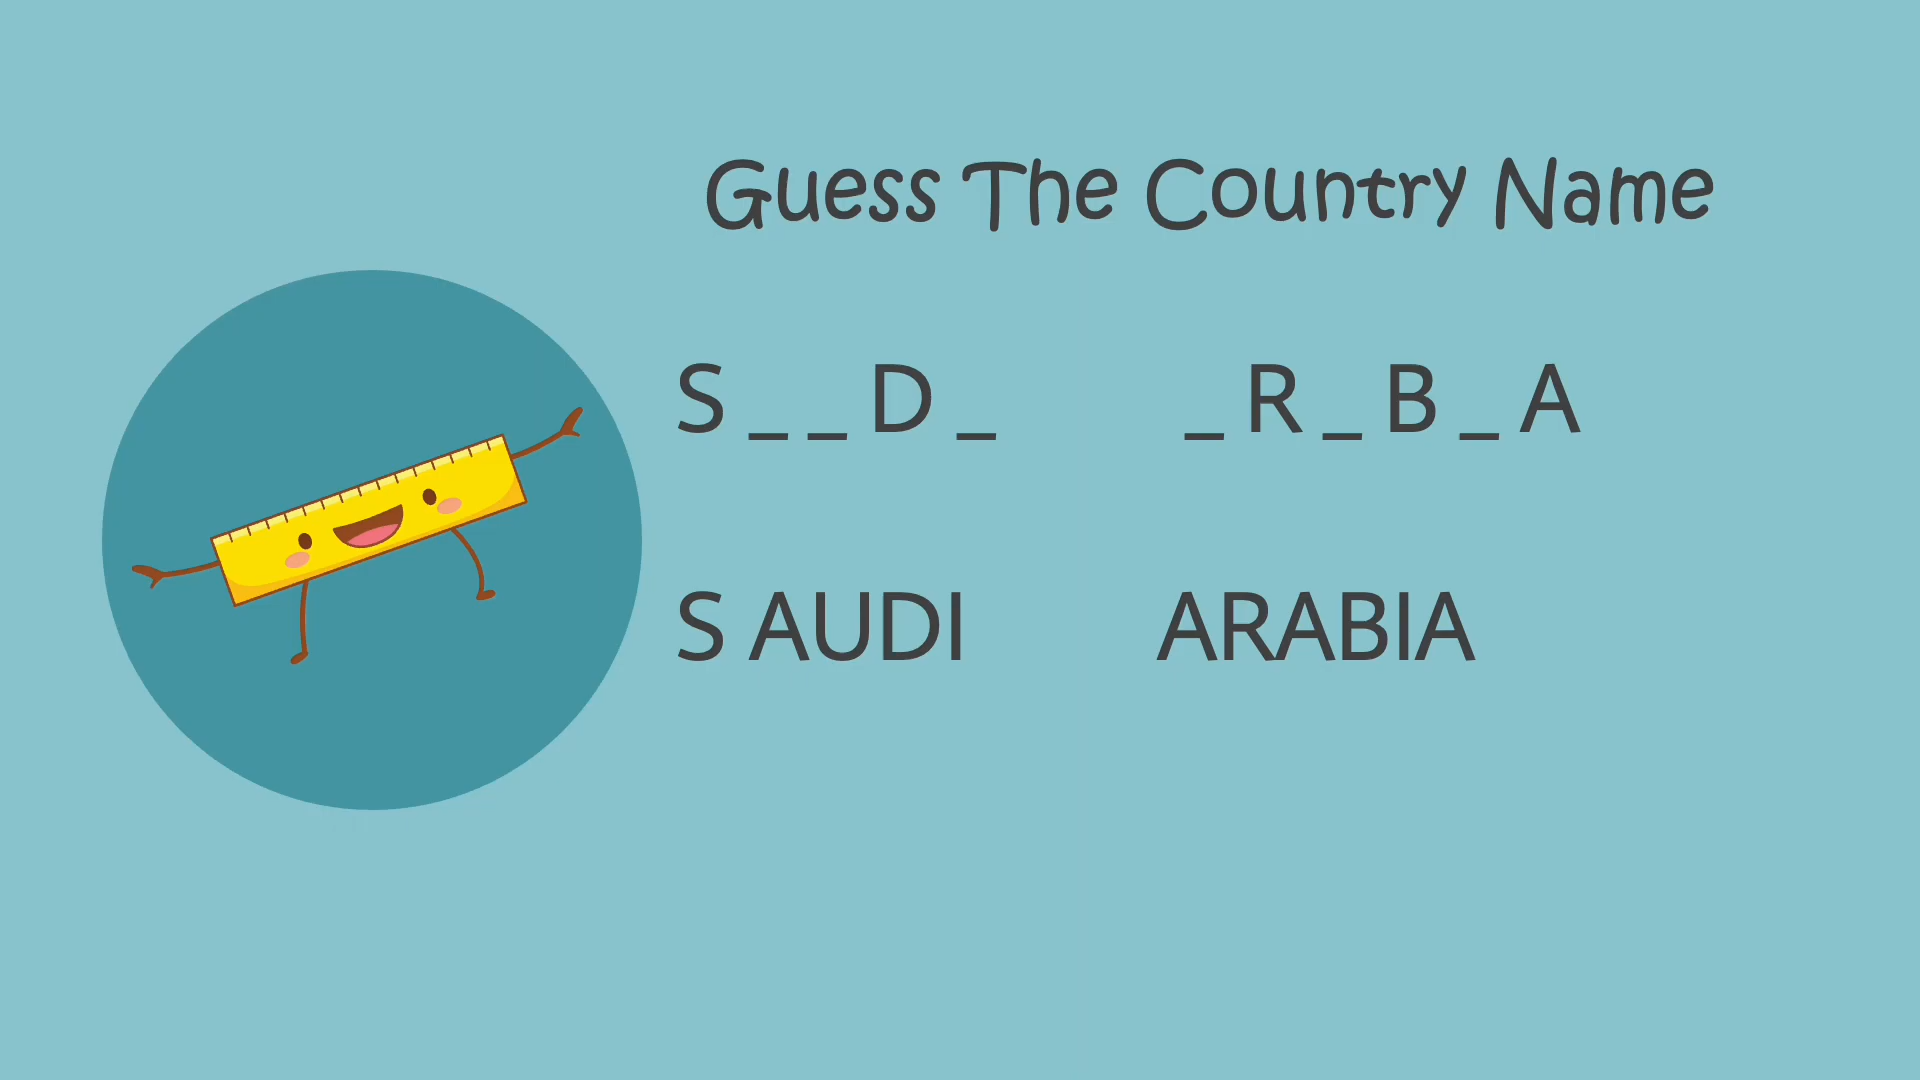 Guess The Country Name
S _ _ D _ _ R _ B _ A
S AUDI ARABIA